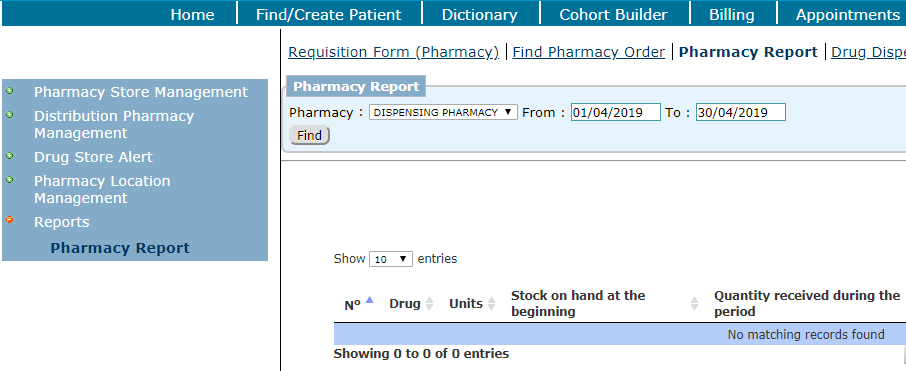 Home Find/Create Patient Dictionary Cohort Builder Billing Appointments
Requisition Form (Pharmacy) Find Pharmacy Order Pharmacy Report Drug Dispe
Pharmacy Store Management
Distribution Pharmacy
Management
Drug Store Alert
Pharmacy Location
Management
Reports
Pharmacy Report
Pharmacy Report
Pharmacy : DISPENSING PHARMACY From : 01/04/2019 To : 30/04/2019
Find
Show 10 entries
Nº Drug Units Stock on hand at the
beginning
Quantity received during the
period
No matching records found
Showing 0 to 0 of 0 entries